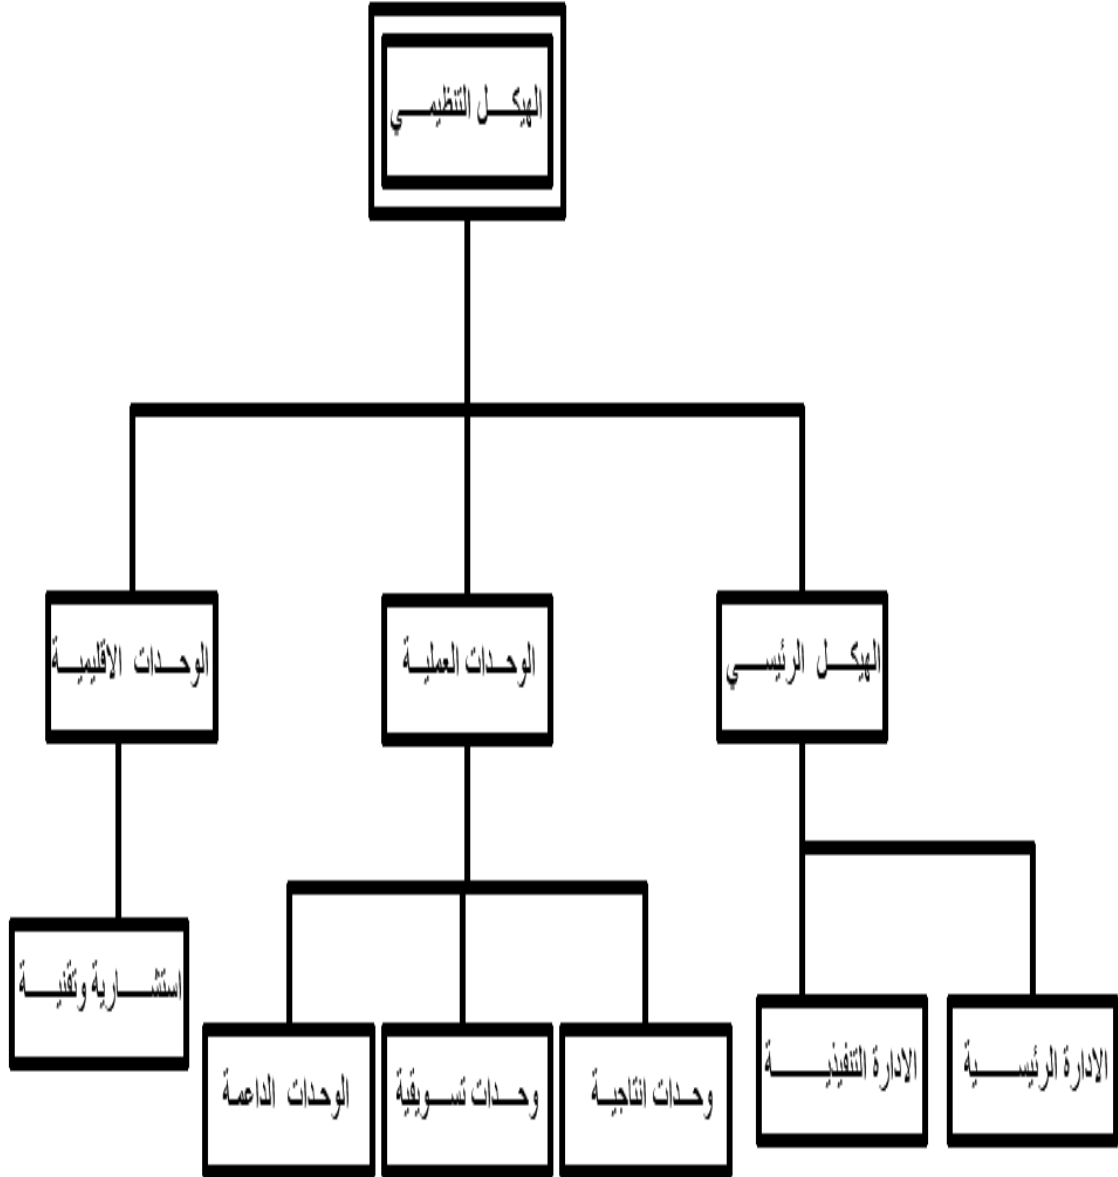 الهيكل التنظيمي
الهيكل الرئيسي
الوحدات العملية
الوحدات الاقليمية
الادارة الرئيسية
الادارة التنفيذية
وحدات انتاجية
وحدات تسويقية
الوحدات الداعمة
استشارية وتقنية